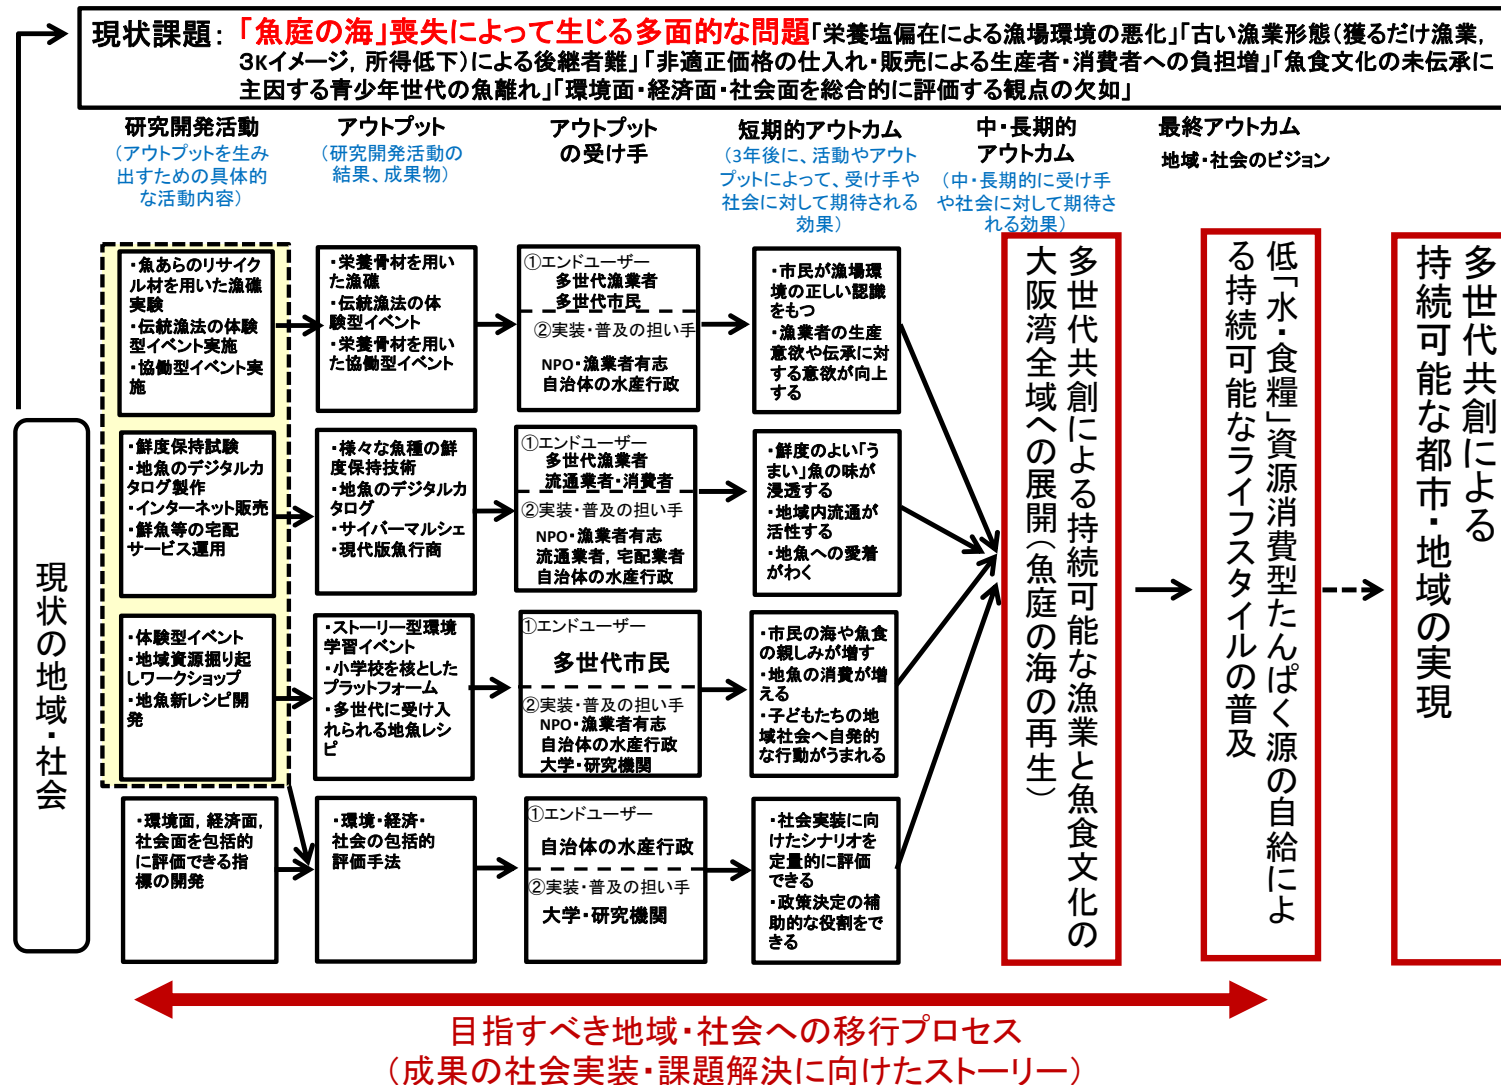 現状課題：「魚庭の海」喪失によって生じる多面的な問題「栄養塩偏在による漁場環境の悪化」「古い漁業形態（獲るだけ漁業，
3Kイメージ，所得低下）による後継者難」「非適正価格の仕入れ・販売による生産者・消費者への負担増」「魚食文化の未伝承に
主因する青少年世代の魚離れ」「環境面・経済面・社会面を総合的に評価する観点の欠如」
研究開発活動
（アウトプットを生み
出すための具体的
な活動内容）
アウトプット
（研究開発活動の
結果、成果物）
アウトプット
の受け手
短期的アウトカム
（3年後に、活動やアウト
プットによって、受け手や
社会に対して期待される
効果）
中・長期的
アウトカム
（中・長期的に受け手
や社会に対して期待さ
れる効果）
最終アウトカム
地域・社会のビジョン
現状の地域・社会
・魚あらのリサイク
ル材を用いた漁礁
実験
・伝統漁法の体験
型イベント実施
・協働型イベント実
施
・栄養骨材を用い
た漁礁
・伝統漁法の体
験型イベント
・栄養骨材を用い
た協働型イベント
①エンドユーザー
多世代漁業者
多世代市民
②実装・普及の担い手
NPO・漁業者有志
自治体の水産行政
・市民が漁場環
境の正しい認識
をもつ
・漁業者の生産
意欲や伝承に対
する意欲が向上
する
・鮮度保持試験
・地魚のデジタルカ
タログ製作
・インターネット販売
・鮮魚等の宅配
サービス運用
・様々な魚種の鮮
度保持技術
・地魚のデジタルカ
タログ
・サイバーマルシェ
・現代版魚行商
①エンドユーザー
多世代漁業者
流通業者・消費者
②実装・普及の担い手
NPO・漁業者有志
流通業者，宅配業者
自治体の水産行政
・鮮度のよい「う
まい」魚の味が
浸透する
・地域内流通が
活性する
・地魚への愛着
がわく
・体験型イベント
・地域資源掘り起
しワークショップ
・地魚新レシピ開
発
・ストーリー型環境
学習イベント
・小学校を核とした
プラットフォーム
・多世代に受け入
れられる地魚レシ
ピ
①エンドユーザー
多世代市民
②実装・普及の担い手
NPO・漁業者有志
自治体の水産行政
大学・研究機関
・市民の海や魚食
の親しみが増す
・地魚の消費が増
える
・子どもたちの地
域社会へ自発的
な行動がうまれる
・環境面，経済面，
社会面を包括的
に評価できる指
標の開発
・環境・経済・
社会の包括的
評価手法
①エンドユーザー
自治体の水産行政
②実装・普及の担い手
大学・研究機関
・社会実装に向
けたシナリオを
定量的に評価
できる
・政策決定の補
助的な役割をで
きる
多世代共創による持続可能な漁業と魚食文化の
大阪湾全域への展開（魚庭の海の再生）
低「水・食糧」資源消費型たんぱく源の自給によ
る持続可能なライフスタイルの普及
多世代共創による
持続可能な都市・地域の実現
目指すべき地域・社会への移行プロセス
（成果の社会実装・課題解決に向けたストーリー）